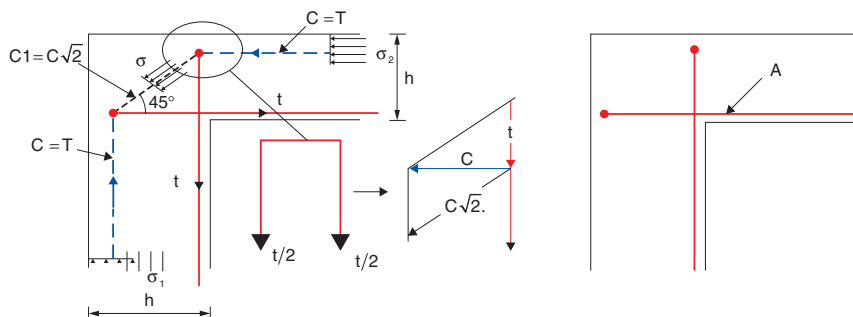 C = T
C1 = C√2
σ
σ₂
h
A
45°
t
C = T
t
t
C
C√2.
t/2
t/2
σ₁
h